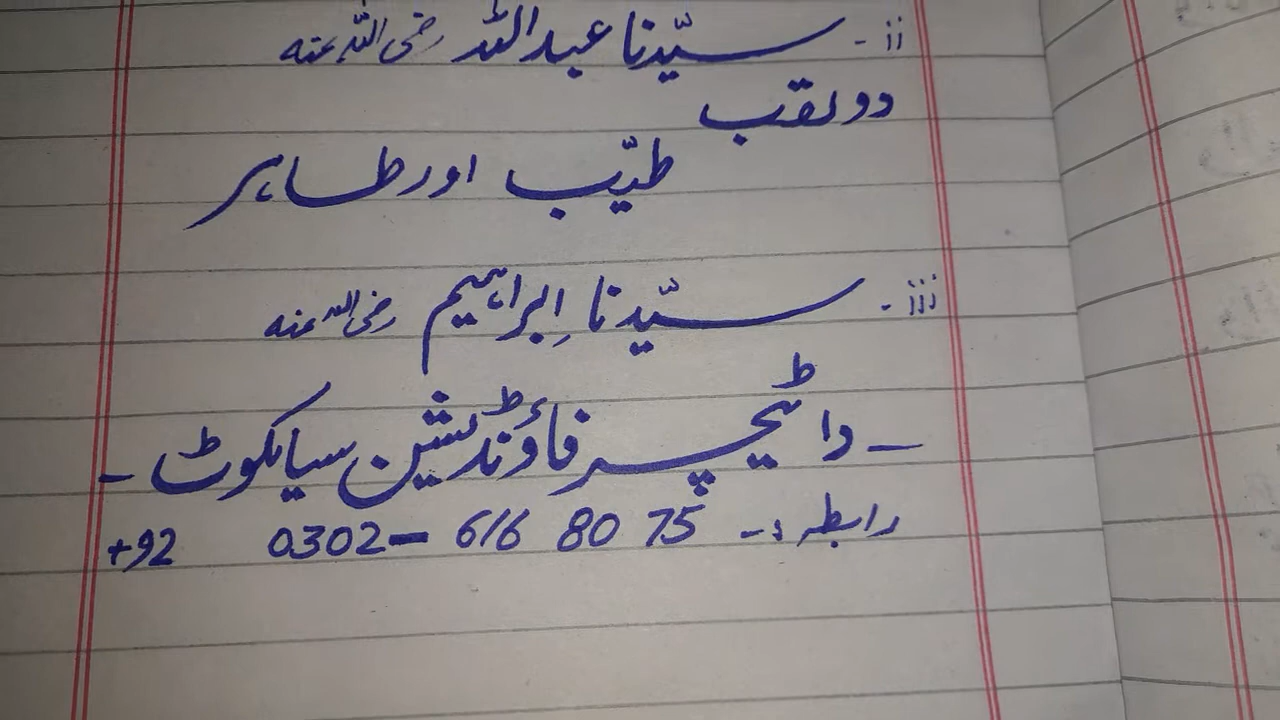 ii- سیّدنا عبداللہ رضی اللہ عنہ
دو لقب
طیّب اور طاہر
iii- سیّدنا اِبراہیم رضی اللہ عنہ
- دا ٹیچر فاؤنڈیشن سیالکوٹ -
رابطہ :- 75 80 616 -0302 +92